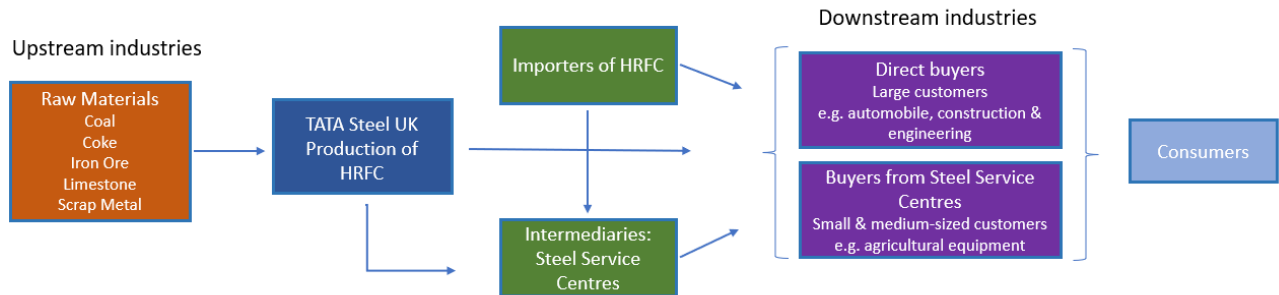 Upstream industries
Raw Materials
Coal
Coke
Iron Ore
Limestone
Scrap Metal
TATA Steel UK
Production of
HRFC
Importers of HRFC
Intermediaries:
Steel Service
Centres
Downstream industries
Direct buyers
Large customers
e.g. automobile, construction &
engineering
Buyers from Steel Service
Centres
Small & medium-sized customers
e.g. agricultural equipment
Consumers